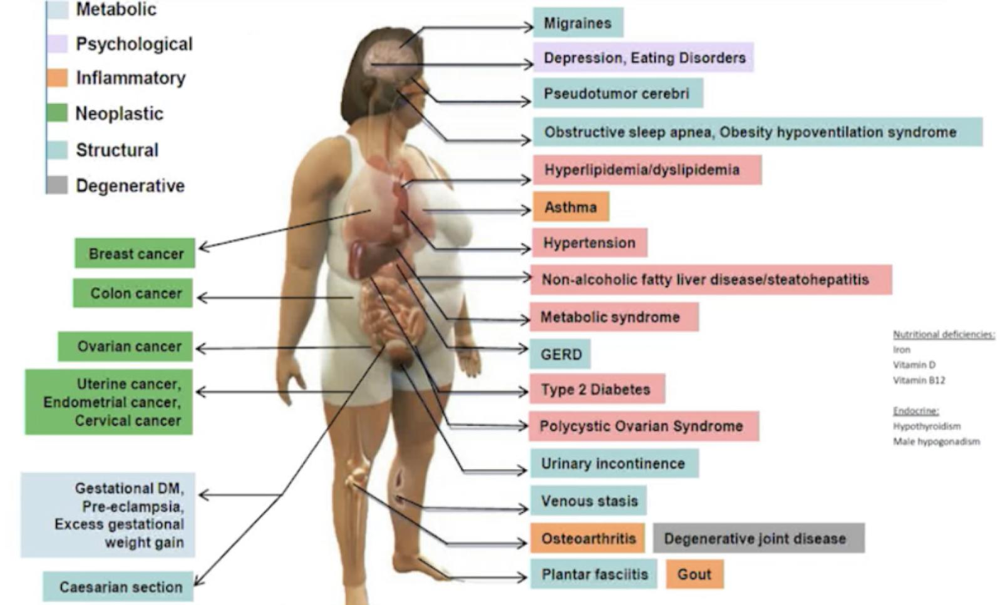 Metabolic
Psychological
Inflammatory
Neoplastic
Structural
Degenerative
Breast cancer
Colon cancer
Ovarian cancer
Uterine cancer,
Endometrial cancer,
Cervical cancer
Gestational DM,
Pre-eclampsia,
Excess gestational
weight gain
Caesarian section
Migraines
Depression, Eating Disorders
Pseudotumor cerebri
Obstructive sleep apnea, Obesity hypoventilation syndrome
Hyperlipidemia/dyslipidemia
Asthma
Hypertension
Non-alcoholic fatty liver disease/steatohepatitis
Metabolic syndrome
GERD
Type 2 Diabetes
Polycystic Ovarian Syndrome
Urinary incontinence
Venous stasis
Osteoarthritis Degenerative joint disease
Plantar fasciitis Gout
Nutritional deficiencies:
Iron
Vitamin D
Vitamin B12
Endocrine:
Hypothyroidism
Male hypogonadism